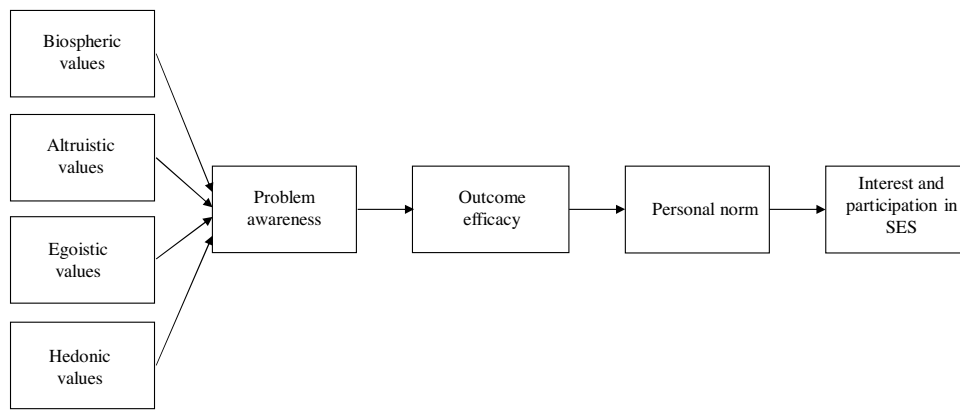 Biospheric
values
Altruistic
values
Egoistic
values
Hedonic
values
Problem
awareness
Outcome
efficacy
Personal norm
Interest and
participation in
SES